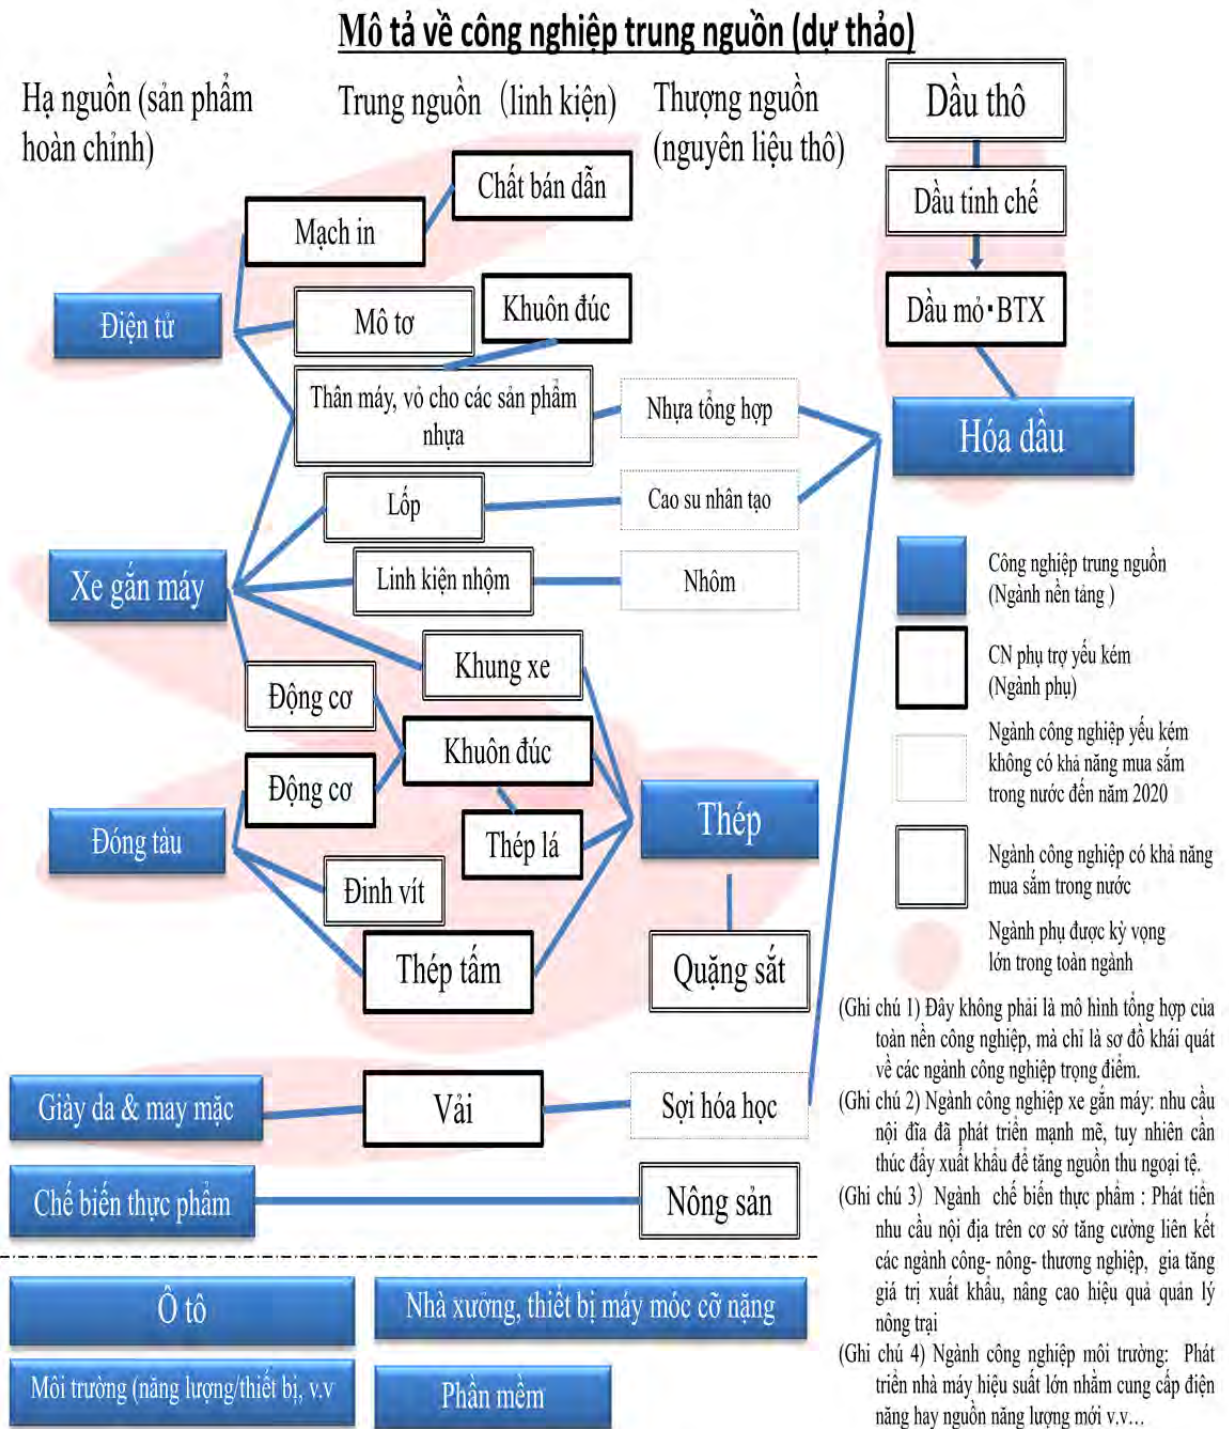 Mô tả về công nghiệp trung nguồn (dự thảo)
Hạ nguồn (sản phẩm
hoàn chỉnh)
Trung nguồn (linh kiện)
Thượng nguồn
(nguyên liệu thô)
Dầu thô
Dầu tinh chế
Dầu mỏ・BTX
Hóa dầu
Chất bán dẫn
Mạch in
Điện tử
Mô tơ
Khuôn đúc
Thân máy, vỏ cho các sản phẩm
nhựa
Nhựa tổng hợp
Lốp
Cao su nhân tạo
Xe gắn máy
Linh kiện nhộm
Nhôm
Khung xe
Động cơ
Khuôn đúc
Động cơ
Thép
Đóng tàu
Thép lá
Đinh vít
Thép tấm
Quặng sắt
Giày da & may mặc
Vải
Sợi hóa học
Chế biến thực phẩm
Nông sản
Ô tô
Nhà xưởng, thiết bị máy móc cỡ nặng
Môi trường (năng lượng/thiết bị, v.v
Phần mềm
Công nghiệp trung nguồn
(Ngành nền tảng )
CN phụ trợ yếu kém
(Ngành phụ)
Ngành công nghiệp yếu kém
không có khả năng mua sắm
trong nước đến năm 2020
Ngành công nghiệp có khả năng
mua sắm trong nước
Ngành phụ được kỳ vọng
lớn trong toàn ngành
(Ghi chú 1) Đây không phải là mô hình tổng hợp của
toàn nền công nghiệp, mà chỉ là sơ đồ khái quát
về các ngành công nghiệp trọng điểm.
(Ghi chú 2) Ngành công nghiệp xe gắn máy: nhu cầu
nội đĩa đã phát triển mạnh mẽ, tuy nhiên cần
thúc đẩy xuất khẩu để tăng nguồn thu ngoại tệ.
(Ghi chú 3) Ngành chế biến thực phẩm : Phát tiển
nhu cầu nội địa trên cơ sở tăng cường liên kết
các ngành công- nông- thương nghiệp, gia tăng
giá trị xuất khẩu, nâng cao hiệu quả quản lý
nông trại
(Ghi chú 4) Ngành công nghiệp môi trường: Phát
triển nhà máy hiệu suất lớn nhằm cung cấp điện
năng hay nguồn năng lượng mới v.v…